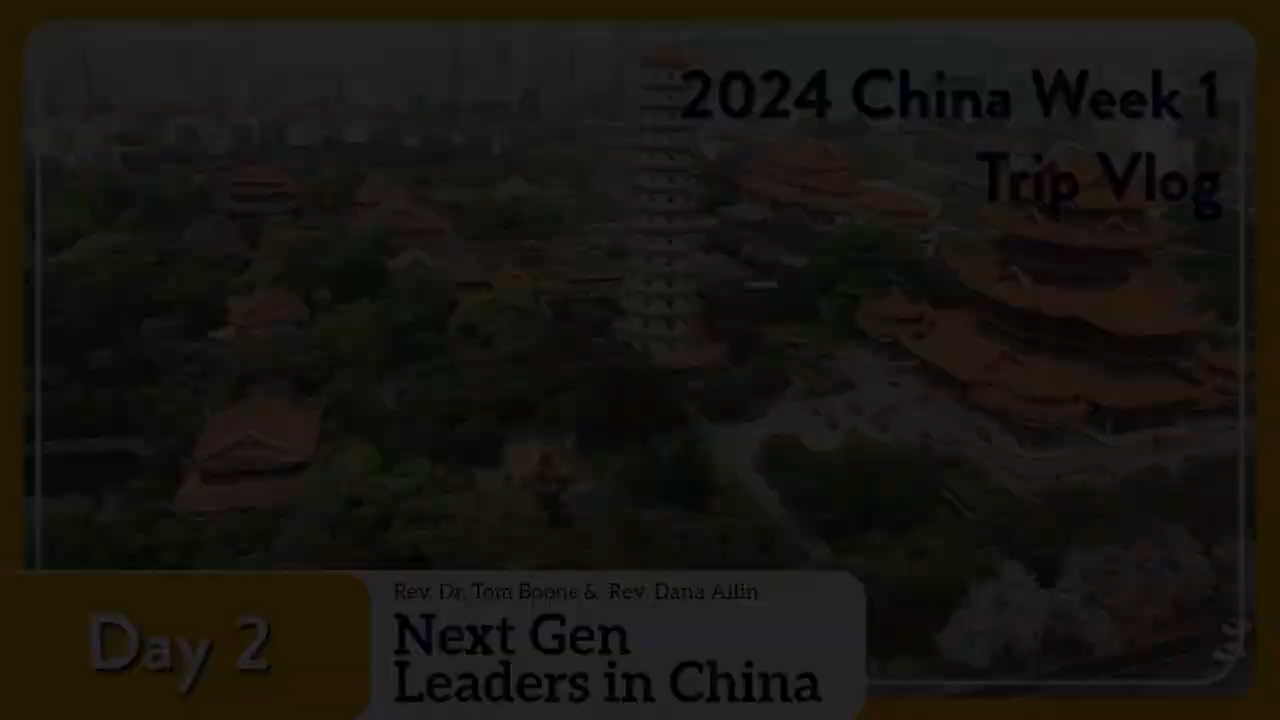 2024 China Week 1
Trip Vlog
Day 2
Rev. Dr. Tom Boone & Rev. Dana Allin
Next Gen
Leaders in China